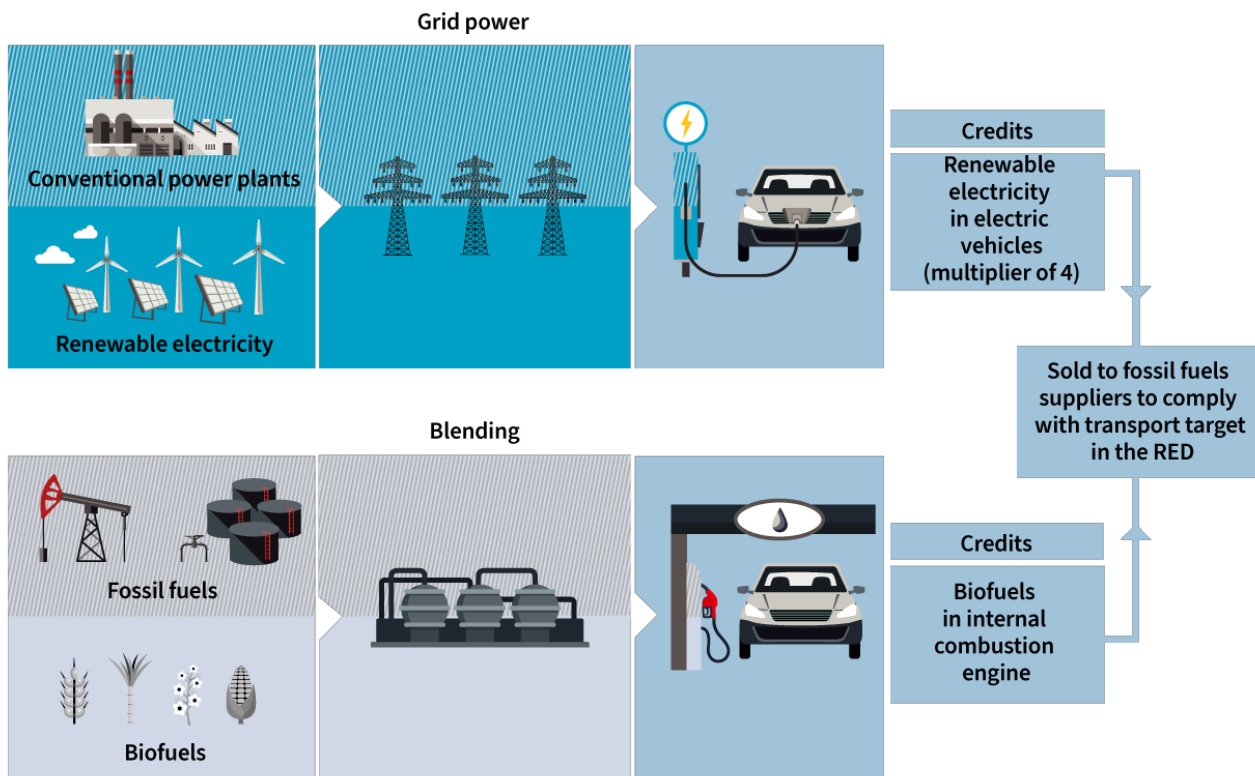 Grid power
Conventional power plants
Renewable electricity
Credits
Renewable
electricity
in electric
vehicles
(multiplier of 4)
Sold to fossil fuels
suppliers to comply
with transport target
in the RED
Blending
Fossil fuels
Biofuels
Credits
Biofuels
in internal
combustion
engine